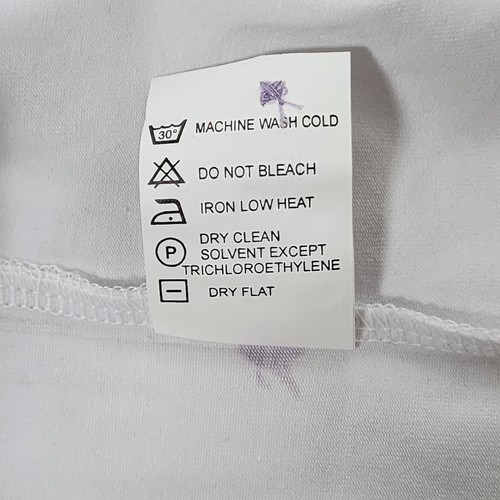 30° MACHINE WASH COLD
DO NOT BLEACH
IRON LOW HEAT
P DRY CLEAN
SOLVENT EXCEPT
TRICHLOROETHYLENE
DRY FLAT